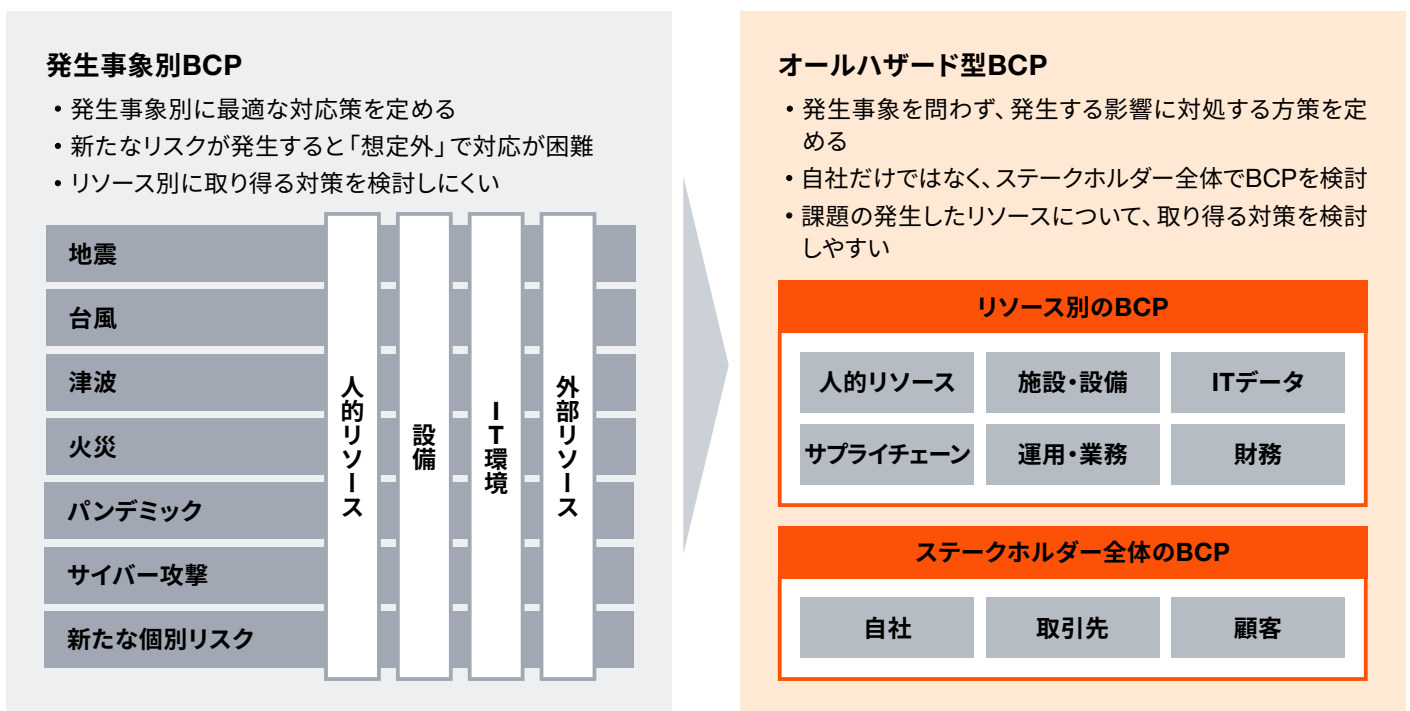 発生事象別BCP
・発生事象別に最適な対応策を定める
・新たなリスクが発生すると「想定外」で対応が困難
・リソース別に取り得る対策を検討しにくい
地震
台風
津波
火災
パンデミック
サイバー攻撃
新たな個別リスク
人的リソース
設備
IT環境
外部リソース
オールハザード型BCP
・発生事象を問わず、発生する影響に対処する方策を定
める
・自社だけではなく、ステークホルダー全体でBCPを検討
・課題の発生したリソースについて、取り得る対策を検討
しやすい
リソース別のBCP
人的リソース
施設・設備
ITデータ
サプライチェーン
運用・業務
財務
ステークホルダー全体のBCP
自社
取引先
顧客